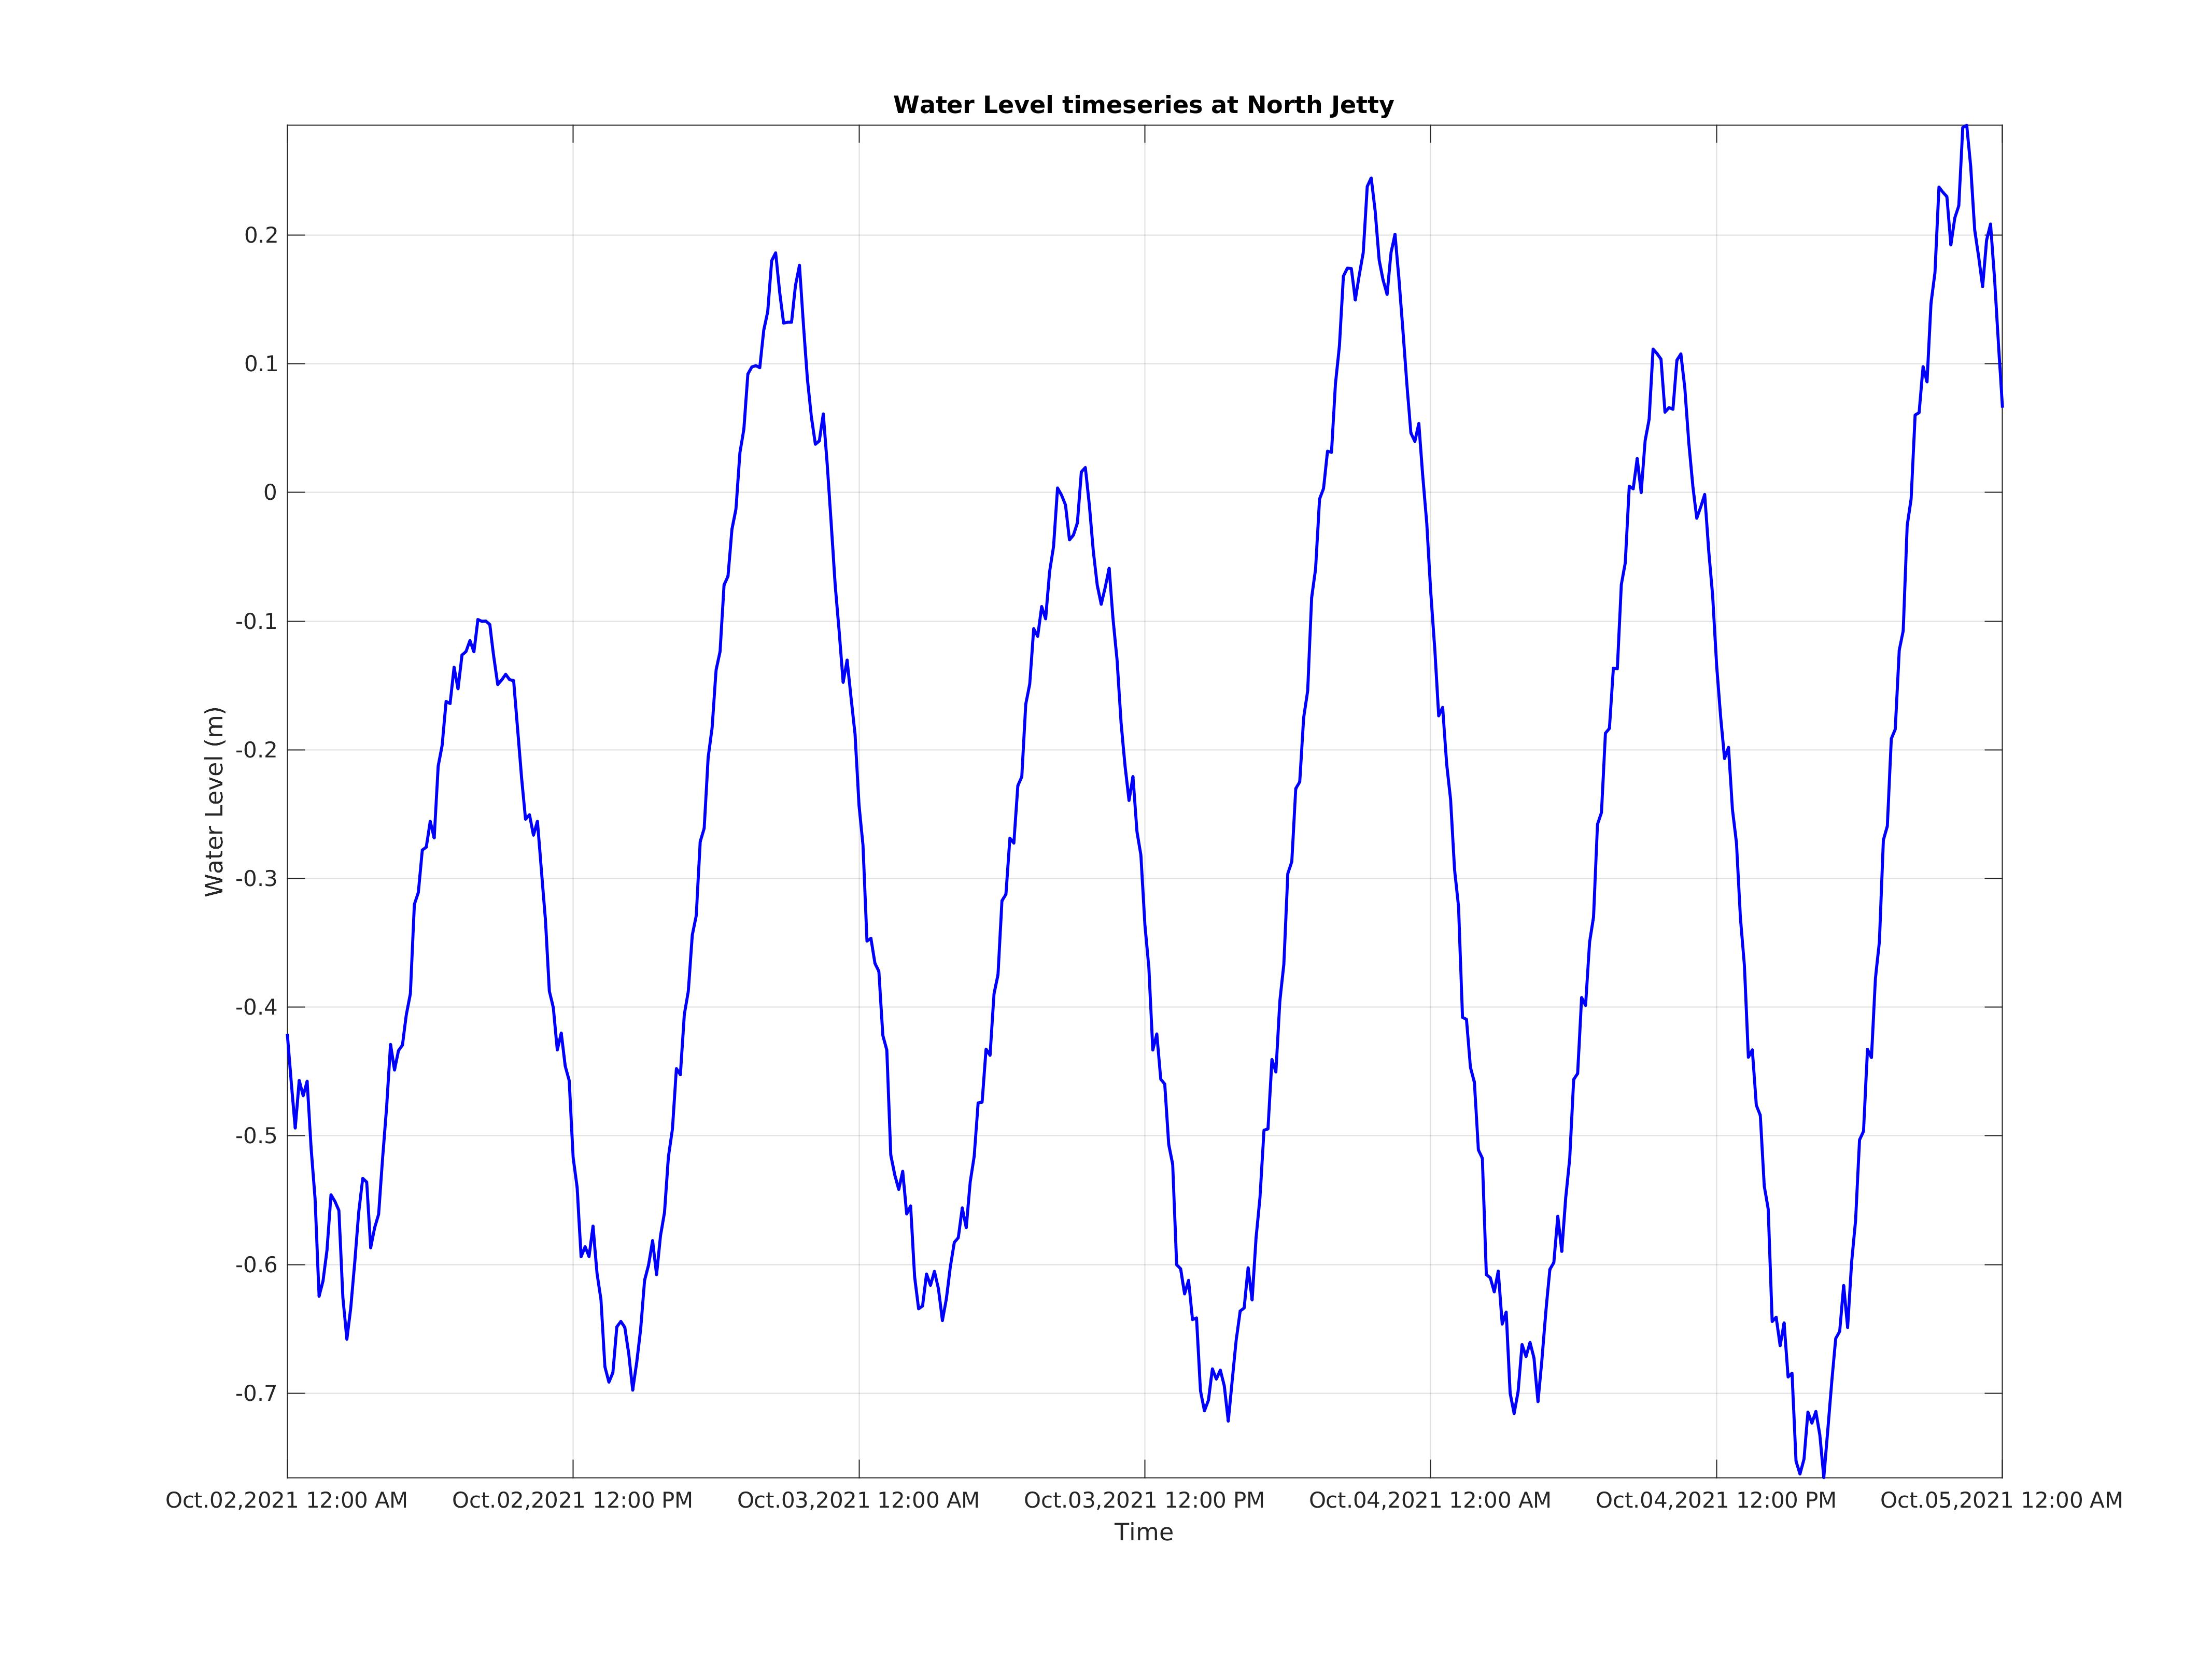 Water Level timeseries at North Jetty
0.2
0.1
0
-0.1
-0.2
-0.3
-0.4
-0.5
-0.6
-0.7
Water Level (m)
Oct.02,2021 12:00 AM Oct.02,2021 12:00 PM Oct.03,2021 12:00 AM Oct.03,2021 12:00 PM Oct.04,2021 12:00 AM Oct.04,2021 12:00 PM Oct.05,2021 12:00 AM
Time